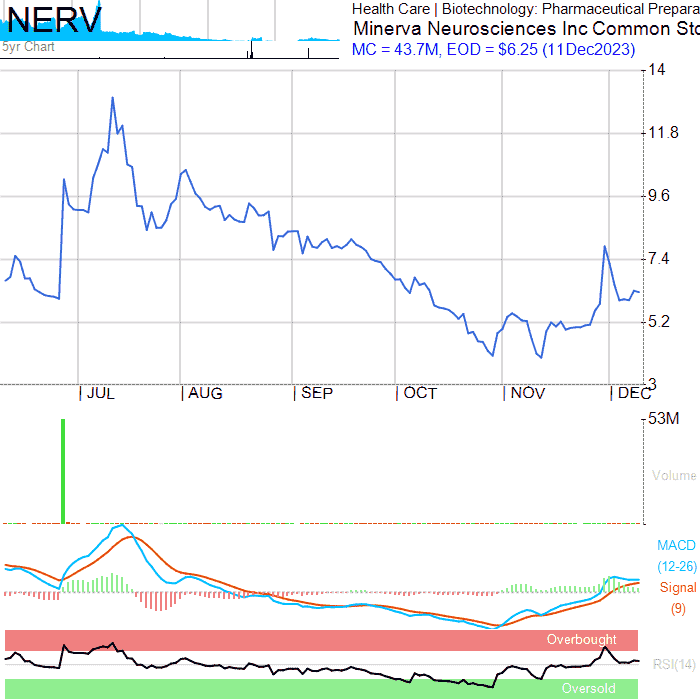 NERV
5yr Chart
Health Care | Biotechnology: Pharmaceutical Prepara
Minerva Neurosciences Inc Common Sto
MC = 43.7M, EOD = $6.25 (11Dec2023)
14
11.8
9.6
7.4
5.2
3
JUL AUG SEP OCT NOV DEC
53M
Volume
MACD
(12-26)
Signal
(9)
Overbought
RSI(14)
Oversold